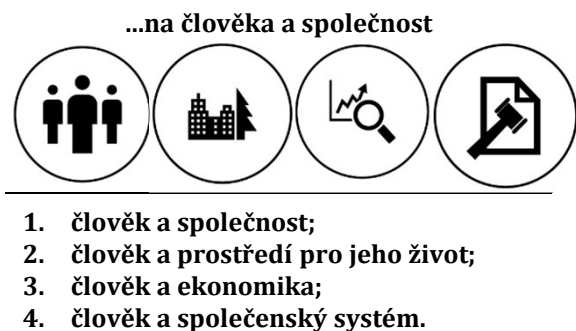 ...na člověka a společnost
1. člověk a společnost;
2. člověk a prostředí pro jeho život;
3. člověk a ekonomika;
4. člověk a společenský systém.